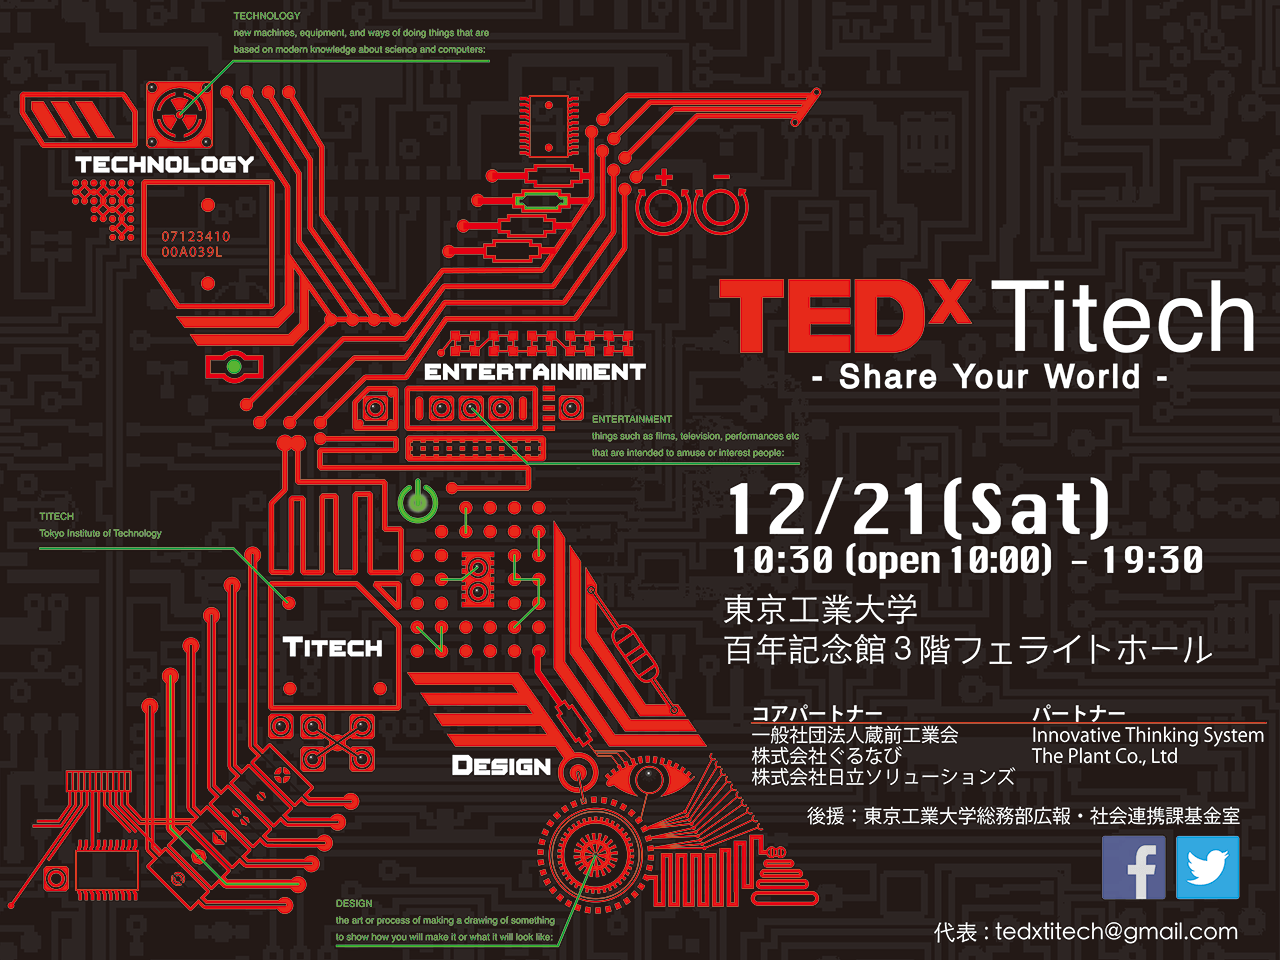 TECHNOLOGY
new machines, equipment, and ways of doing things that are
based on modern knowledge about science and computers:
TECHNOLOGY
07123410
00A039L
+ −
TEDx Titech
- Share Your World -
ENTERTAINMENT
ENTERTAINMENT
things such as films, television, performances etc
that are intended to amuse or interest people:
12/21(Sat)
10:30 (open 10:00) - 19:30
東京工業大学
百年記念館３階フェライトホール
TITECH
Tokyo Institute of Technology
TITECH
DESIGN
コアパートナー
一般社団法人蔵前工業会
株式会社ぐるなび
株式会社日立ソリューションズ
パートナー
Innovative Thinking System
The Plant Co., Ltd
後援：東京工業大学総務部広報・社会連携課基金室
f
DESIGN
the art or process of making a drawing of something
to show how you will make it or what it will look like:
代表 : tedxtitech@gmail.com